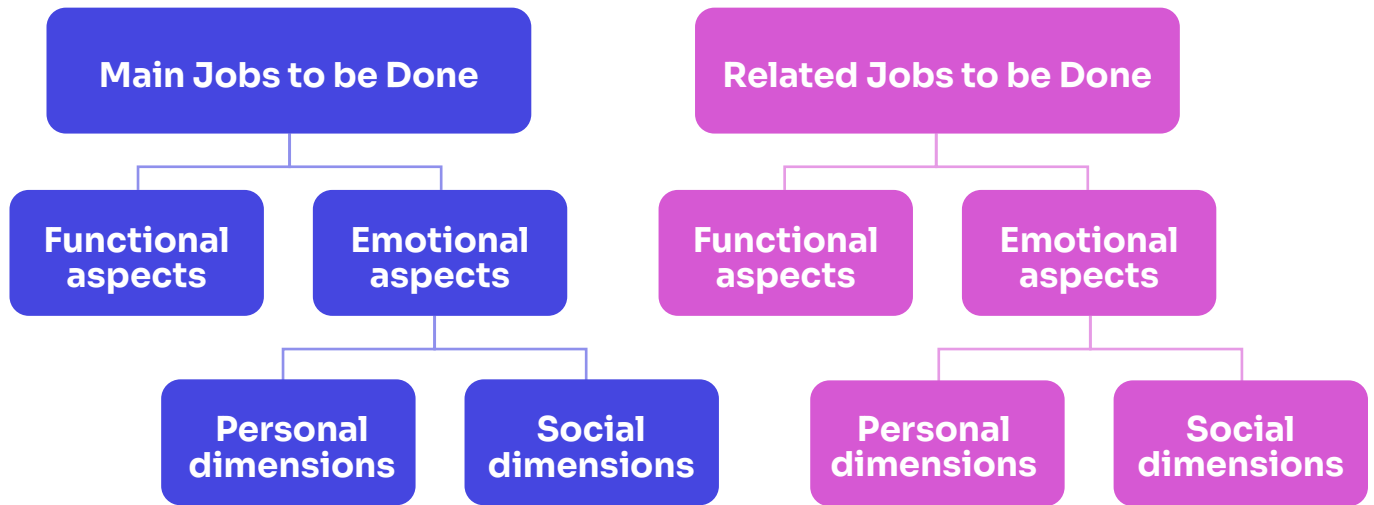 Main Jobs to be Done
Related Jobs to be Done
Functional
aspects
Emotional
aspects
Functional
aspects
Emotional
aspects
Personal
dimensions
Social
dimensions
Personal
dimensions
Social
dimensions